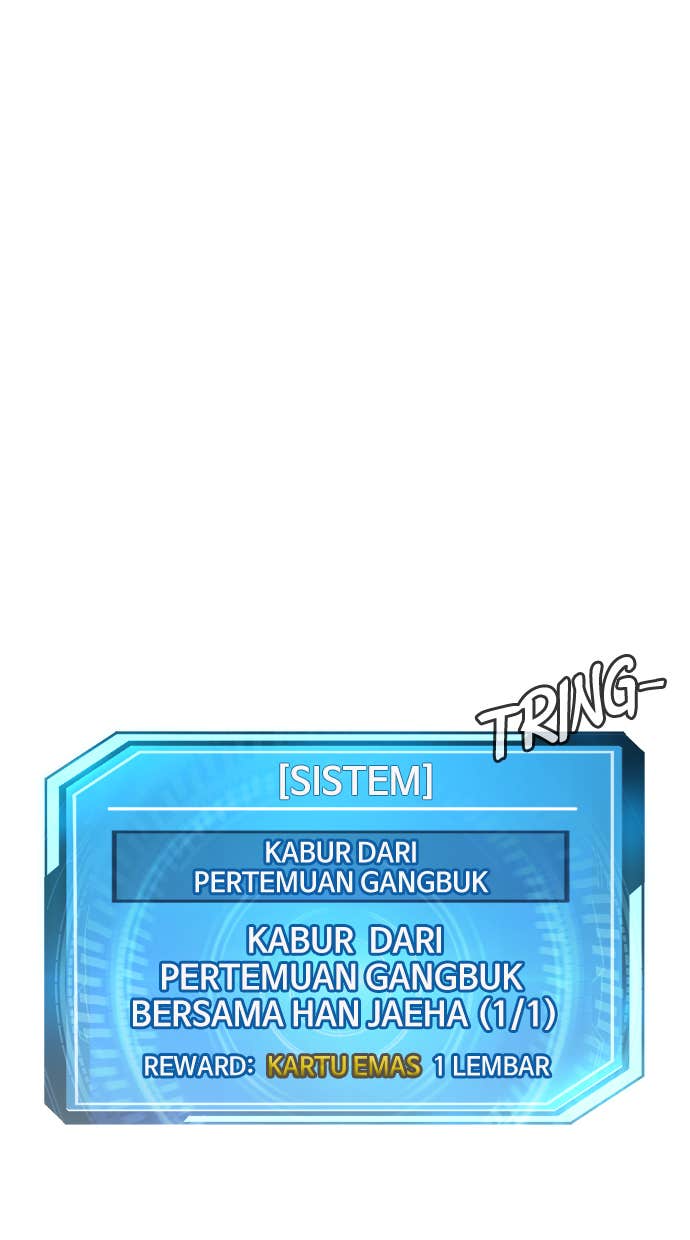 TRING-
[SISTEM]
KABUR DARI
PERTEMUAN GANGBUK
KABUR DARI
PERTEMUAN GANGBUK
BERSAMA HAN JAEHA (1/1)
REWARD: KARTU EMAS 1 LEMBAR